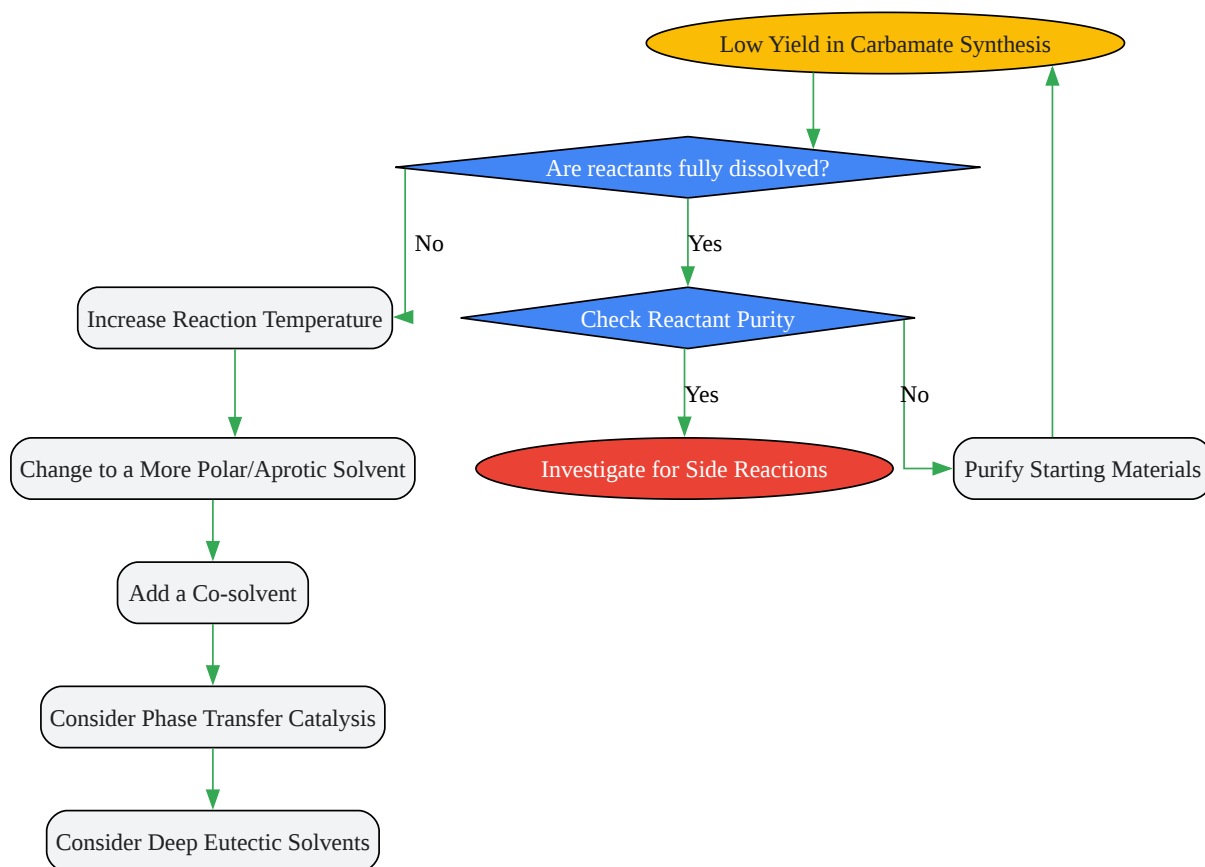 Low Yield in Carbamate Synthesis
Are reactants fully dissolved?
No
Yes
Increase Reaction Temperature
Check Reactant Purity
Yes
No
Change to a More Polar/Aprotic Solvent
Investigate for Side Reactions
Purify Starting Materials
Add a Co-solvent
Consider Phase Transfer Catalysis
Consider Deep Eutectic Solvents